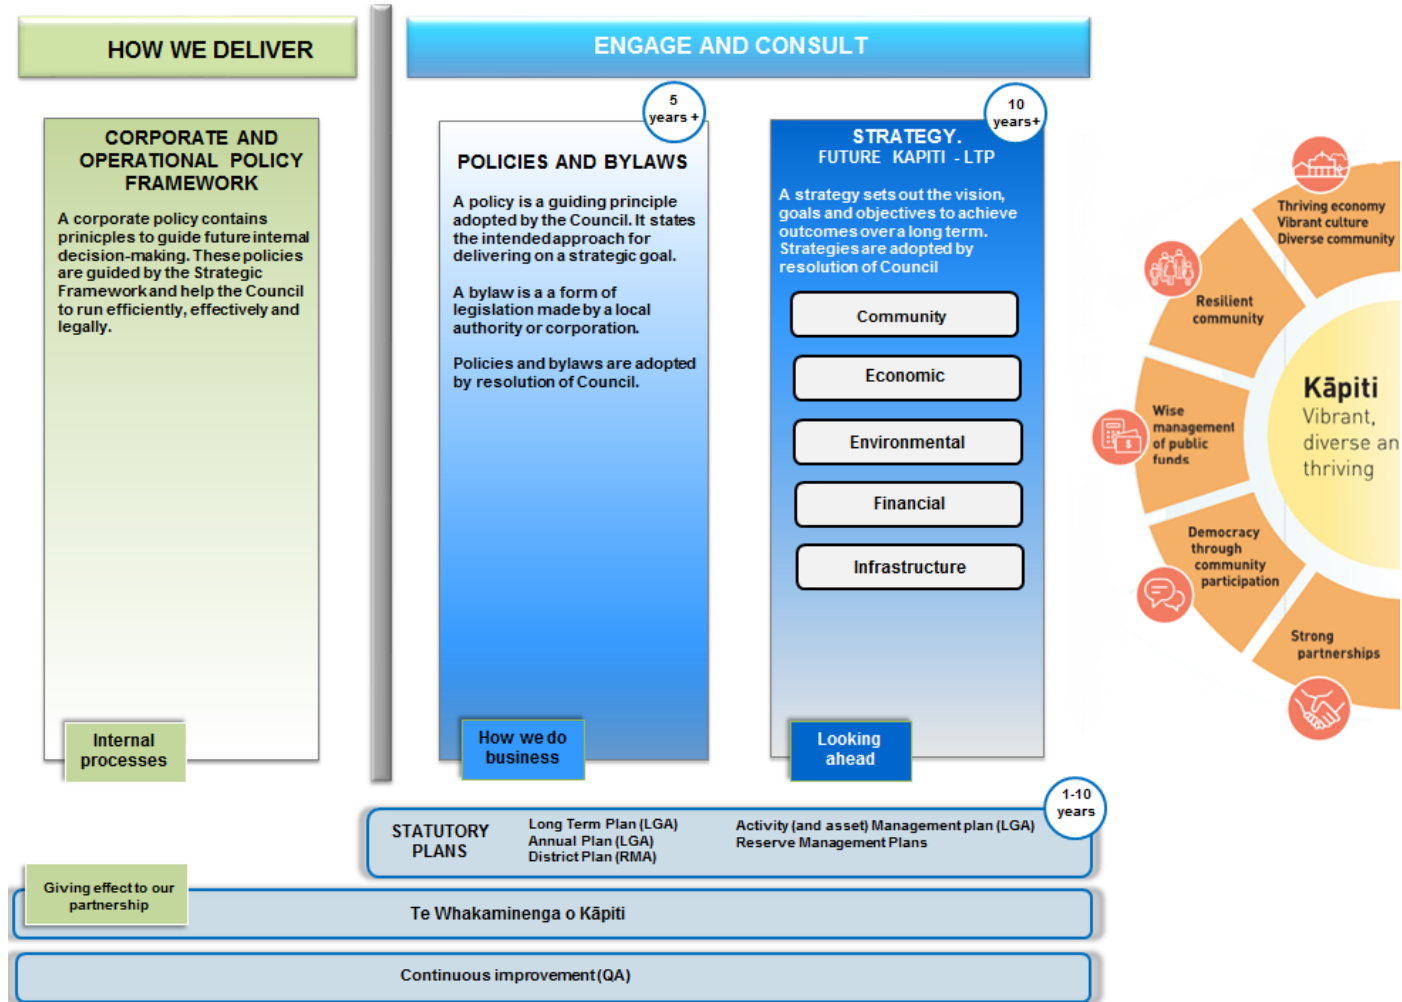 HOW WE DELIVER
ENGAGE AND CONSULT
CORPORATE AND
OPERATIONAL POLICY
FRAMEWORK
A corporate policy contains
prinicples to guide future internal
decision-making. These policies
are guided by the Strategic
Framework and help the Council
to run efficiently, effectively and
legally.
Internal
processes
5
years +
POLICIES AND BYLAWS
A policy is a guiding principle
adopted by the Council. It states
the intended approach for
delivering on a strategic goal.
A bylaw is a a form of
legislation made by a local
authority or corporation.
Policies and bylaws are adopted
by resolution of Council.
How we do
business
10
years+
STRATEGY.
FUTURE KAPITI - LTP
A strategy sets out the vision,
goals and objectives to achieve
outcomes over a long term.
Strategies are adopted by
resolution of Council
Community
Economic
Environmental
Financial
Infrastructure
Looking
ahead
Thriving economy
Vibrant culture
Diverse community
Resilient
community
Wise
management
of public
funds
Democracy
through
community
participation
Strong
partnerships
Kāpiti
Vibrant,
diverse an
thriving
1-10
years
STATUTORY
PLANS
Long Term Plan (LGA)
Annual Plan (LGA)
District Plan (RMA)
Activity (and asset) Management plan (LGA)
Reserve Management Plans
Giving effect to our
partnership
Te Whakaminenga o Kāpiti
Continuous improvement (QA)